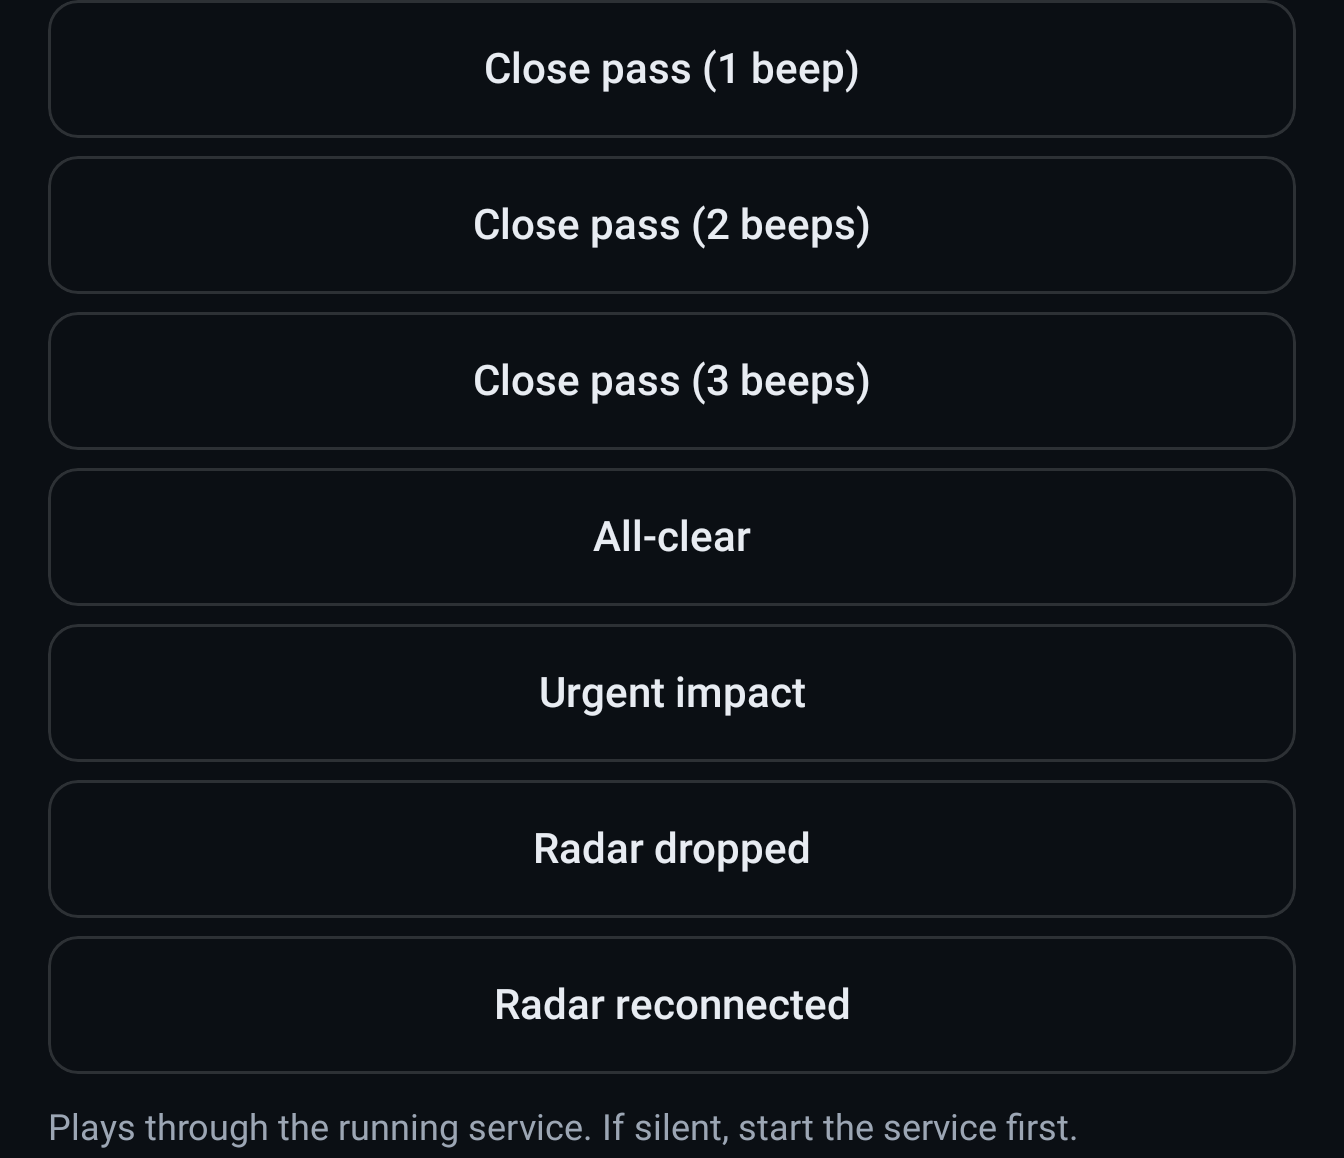 Close pass (1 beep)
Close pass (2 beeps)
Close pass (3 beeps)
All-clear
Urgent impact
Radar dropped
Radar reconnected
Plays through the running service. If silent, start the service first.